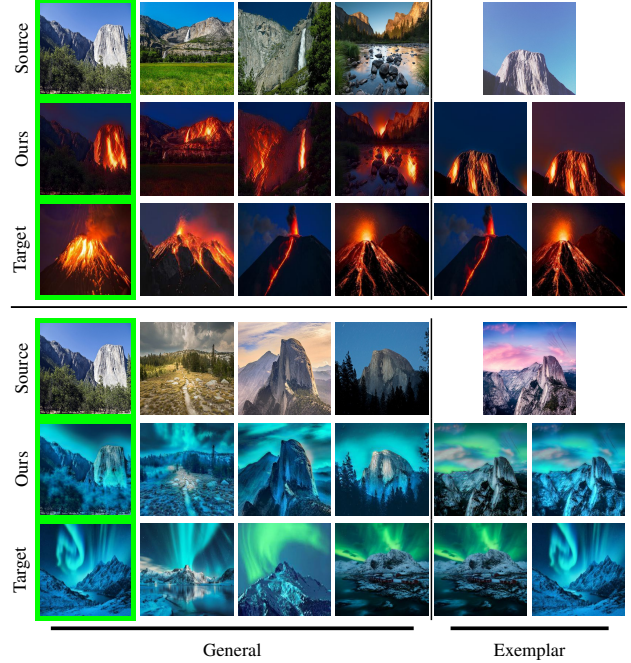 Source
Ours
Target
Source
Ours
Target
General
Exemplar